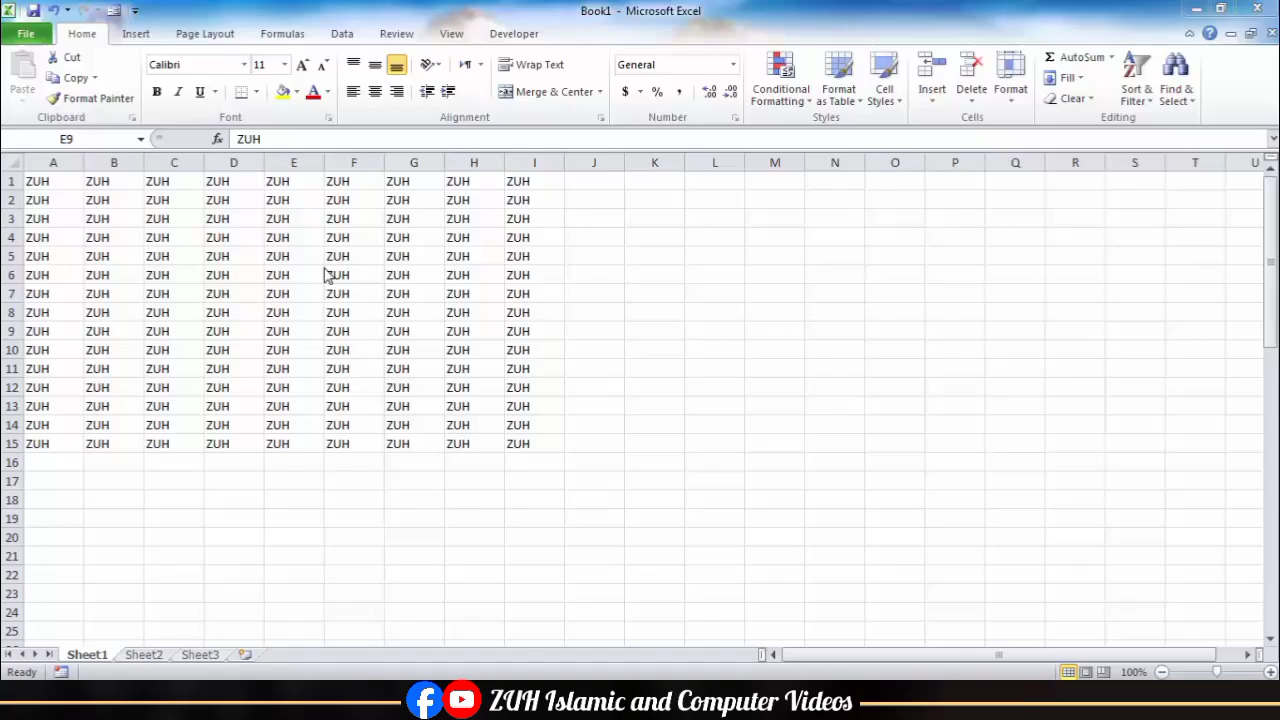 Book1 - Microsoft Excel
File Home Insert Page Layout Formulas Data Review View Developer
Paste
Cut
Copy
Format Painter
Clipboard
Calibri 11
B I U
Font
Wrap Text
Merge & Center
Alignment
General
$ % ,
Number
Conditional Formatting
Format as Table
Cell Styles
Styles
Insert Delete Format
Cells
AutoSum
Fill
Clear
Sort & Filter
Find & Select
Editing
E9 fx ZUH
A B C D E F G H I J K L M N O P Q R S T U
1 ZUH ZUH ZUH ZUH ZUH ZUH ZUH ZUH ZUH
2 ZUH ZUH ZUH ZUH ZUH ZUH ZUH ZUH ZUH
3 ZUH ZUH ZUH ZUH ZUH ZUH ZUH ZUH ZUH
4 ZUH ZUH ZUH ZUH ZUH ZUH ZUH ZUH ZUH
5 ZUH ZUH ZUH ZUH ZUH ZUH ZUH ZUH ZUH
6 ZUH ZUH ZUH ZUH ZUH ZUH ZUH ZUH ZUH
7 ZUH ZUH ZUH ZUH ZUH ZUH ZUH ZUH ZUH
8 ZUH ZUH ZUH ZUH ZUH ZUH ZUH ZUH ZUH
9 ZUH ZUH ZUH ZUH ZUH ZUH ZUH ZUH ZUH
10 ZUH ZUH ZUH ZUH ZUH ZUH ZUH ZUH ZUH
11 ZUH ZUH ZUH ZUH ZUH ZUH ZUH ZUH ZUH
12 ZUH ZUH ZUH ZUH ZUH ZUH ZUH ZUH ZUH
13 ZUH ZUH ZUH ZUH ZUH ZUH ZUH ZUH ZUH
14 ZUH ZUH ZUH ZUH ZUH ZUH ZUH ZUH ZUH
15 ZUH ZUH ZUH ZUH ZUH ZUH ZUH ZUH ZUH
16
17
18
19
20
21
22
23
24
25
Sheet1 Sheet2 Sheet3
Ready 100%
ZUH Islamic and Computer Videos